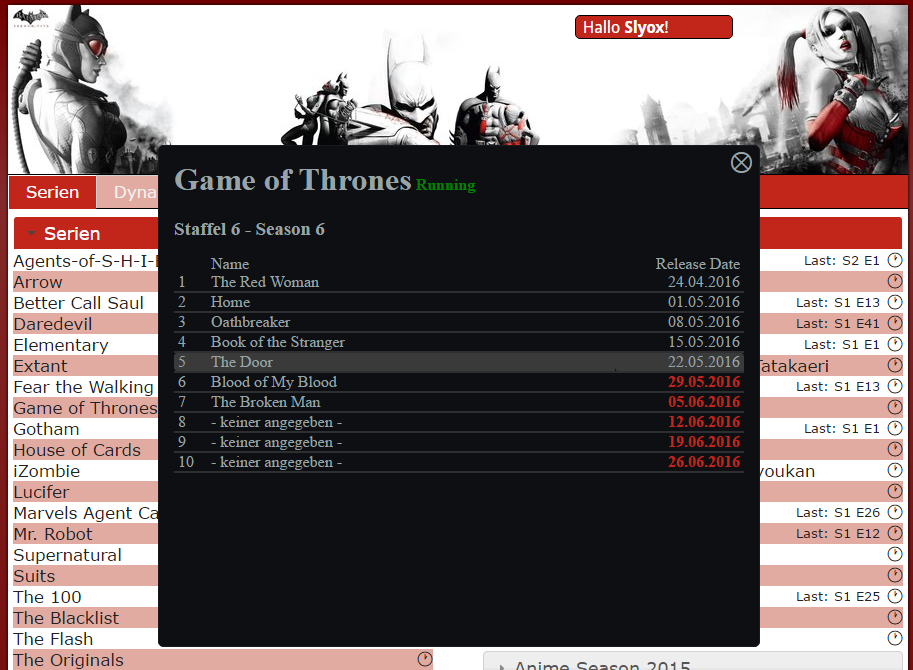 Hallo Slyox!
Serien
Dyna
Serien
Agents-of-S-H-I-
Last: S2 E1
Arrow
Better Call Saul
Last: S1 E13
Daredevil
Last: S1 E41
Elementary
Last: S1 E1
Extant
Tatakaeri
Fear the Walking
Last: S1 E13
Game of Thrones
Gotham
Last: S1 E1
House of Cards
iZombie
youkan
Lucifer
Marvels Agent Ca
Last: S1 E26
Mr. Robot
Last: S1 E12
Supernatural
Suits
The 100
Last: S1 E25
The Blacklist
The Flash
The Originals
Anime Season 2015
Game of Thrones Running
Staffel 6 - Season 6
Name Release Date
1 The Red Woman 24.04.2016
2 Home 01.05.2016
3 Oathbreaker 08.05.2016
4 Book of the Stranger 15.05.2016
5 The Door 22.05.2016
6 Blood of My Blood 29.05.2016
7 The Broken Man 05.06.2016
8 - keiner angegeben - 12.06.2016
9 - keiner angegeben - 19.06.2016
10 - keiner angegeben - 26.06.2016